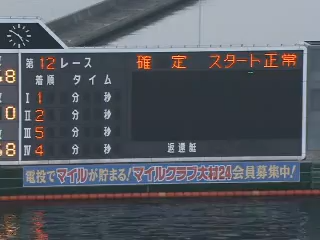 第12レース 確定 スタート正常
着順 タイム
I 1 分 秒
II 2 分 秒
III 5 分 秒
IV 4 分 秒 返還艇
電投でマイルが貯まる!マイルクラブ大村24会員募集中!